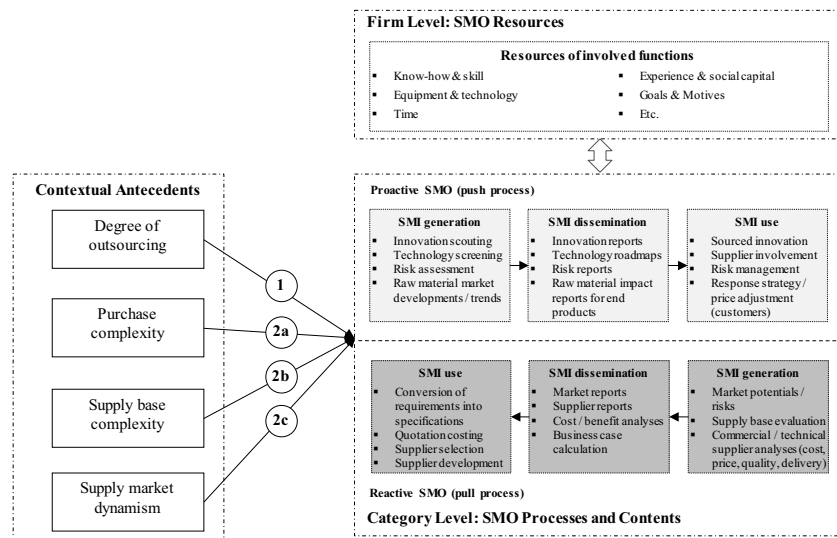 Firm Level: SMO Resources
Resources of involved functions
▪ Know-how & skill
▪ Equipment & technology
▪ Time
▪ Experience & social capital
▪ Goals & Motives
▪ Etc.
Contextual Antecedents
Degree of
outsourcing
Purchase
complexity
Supply base
complexity
Supply market
dynamism
1
2a
2b
2c
Proactive SMO (push process)
SMI generation
▪ Innovation scouting
▪ Technology screening
▪ Risk assessment
▪ Raw material market
developments / trends
SMI dissemination
▪ Innovation reports
▪ Technology roadmaps
▪ Risk reports
▪ Raw material impact
reports for end
products
SMI use
▪ Sourced innovation
▪ Supplier involvement
▪ Risk management
▪ Response strategy /
price adjustment
(customers)
SMI use
▪ Conversion of
requirements into
specifications
▪ Quotation costing
▪ Supplier selection
▪ Supplier development
SMI dissemination
▪ Market reports
▪ Supplier reports
▪ Cost / benefit analyses
▪ Business case
calculation
SMI generation
▪ Market potentials /
risks
▪ Supply base evaluation
▪ Commercial / technical
supplier analyses (cost,
price, quality, delivery)
Reactive SMO (pull process)
Category Level: SMO Processes and Contents